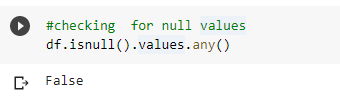 #checking  for null values
df.isnull().values.any()
False